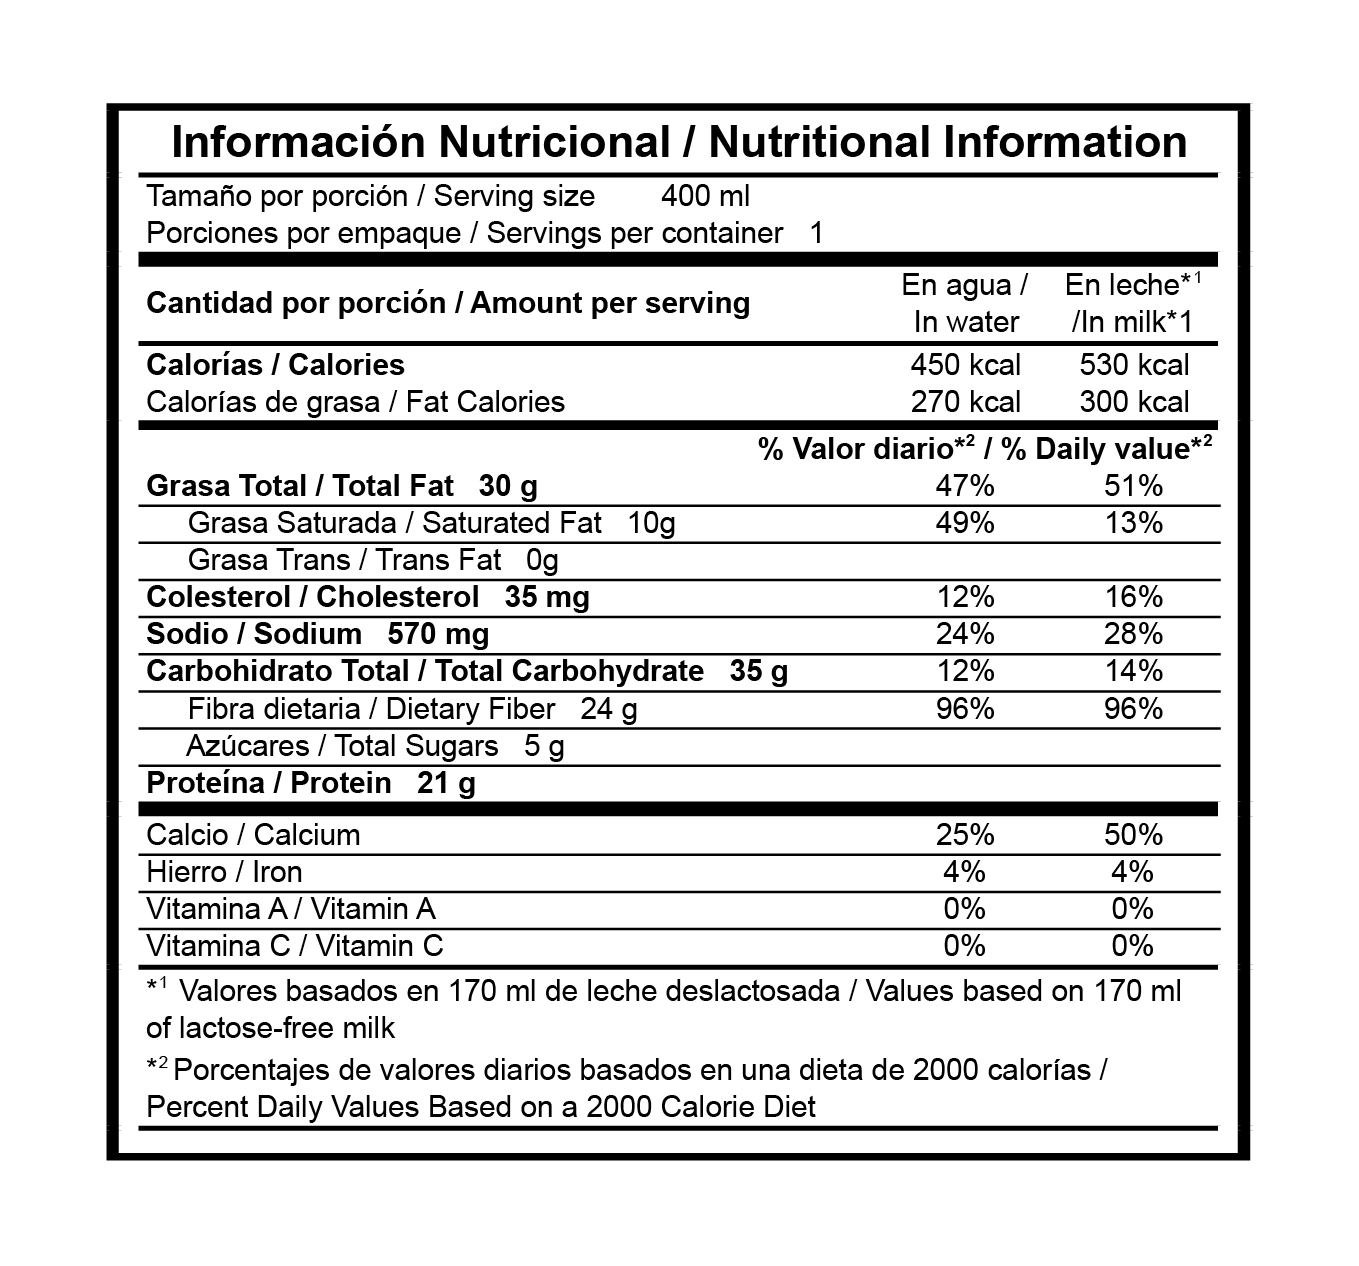 Información Nutricional / Nutritional Information
Tamaño por porción / Serving size 400 ml
Porciones por empaque / Servings per container 1
Cantidad por porción / Amount per serving En agua / In water En leche*¹ /In milk*1
Calorías / Calories 450 kcal 530 kcal
Calorías de grasa / Fat Calories 270 kcal 300 kcal
% Valor diario*² / % Daily value*²
Grasa Total / Total Fat 30 g 47% 51%
Grasa Saturada / Saturated Fat 10g 49% 13%
Grasa Trans / Trans Fat 0g
Colesterol / Cholesterol 35 mg 12% 16%
Sodio / Sodium 570 mg 24% 28%
Carbohidrato Total / Total Carbohydrate 35 g 12% 14%
Fibra dietaria / Dietary Fiber 24 g 96% 96%
Azúcares / Total Sugars 5 g
Proteína / Protein 21 g
Calcio / Calcium 25% 50%
Hierro / Iron 4% 4%
Vitamina A / Vitamin A 0% 0%
Vitamina C / Vitamin C 0% 0%
*¹ Valores basados en 170 ml de leche deslactosada / Values based on 170 ml
of lactose-free milk
*² Porcentajes de valores diarios basados en una dieta de 2000 calorías /
Percent Daily Values Based on a 2000 Calorie Diet